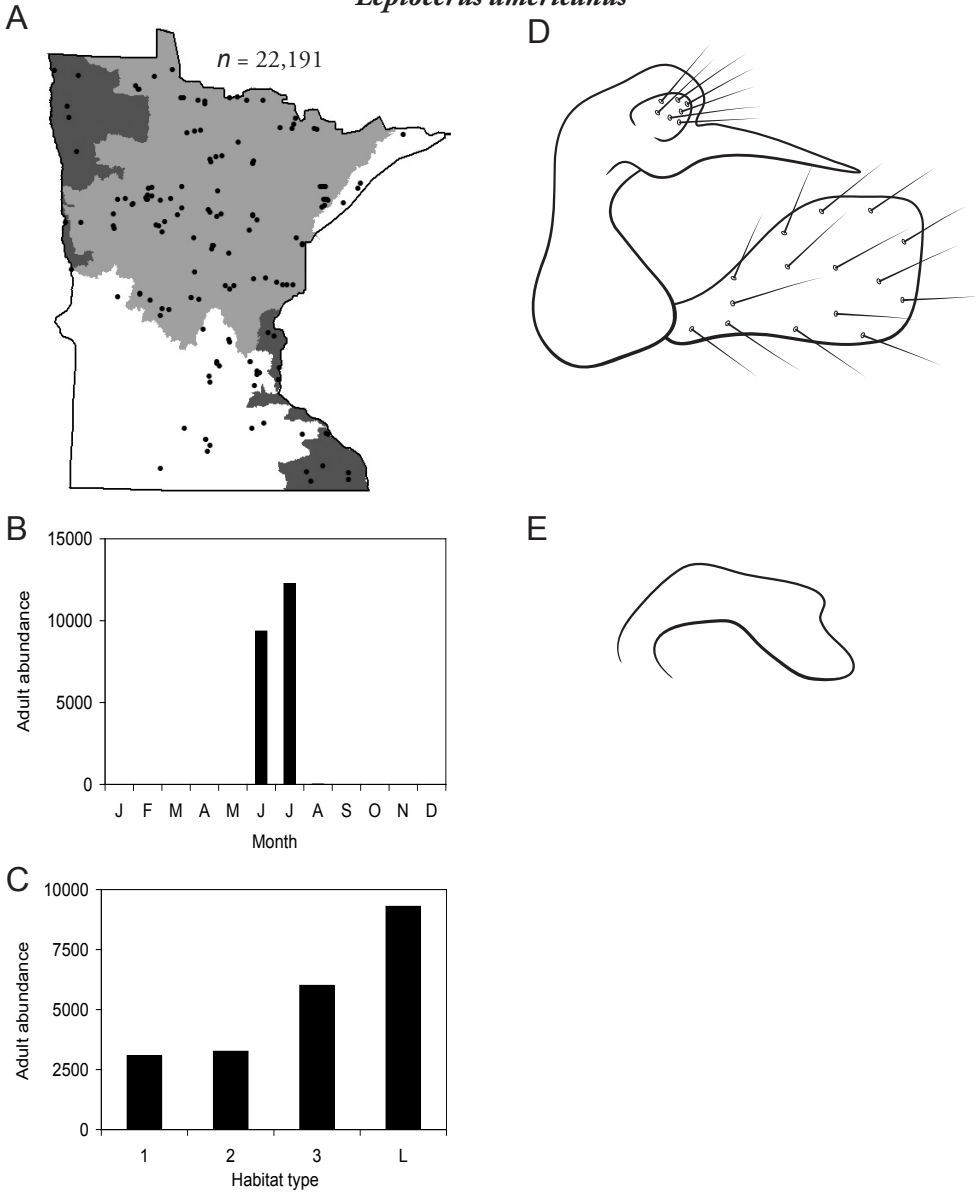 Leptocerus americanus
A
n = 22,191
D
B
15000
10000
5000
0
Adult abundance
J F M A M J J A S O N D
Month
E
C
10000
7500
5000
2500
0
Adult abundance
1 2 3 L
Habitat type